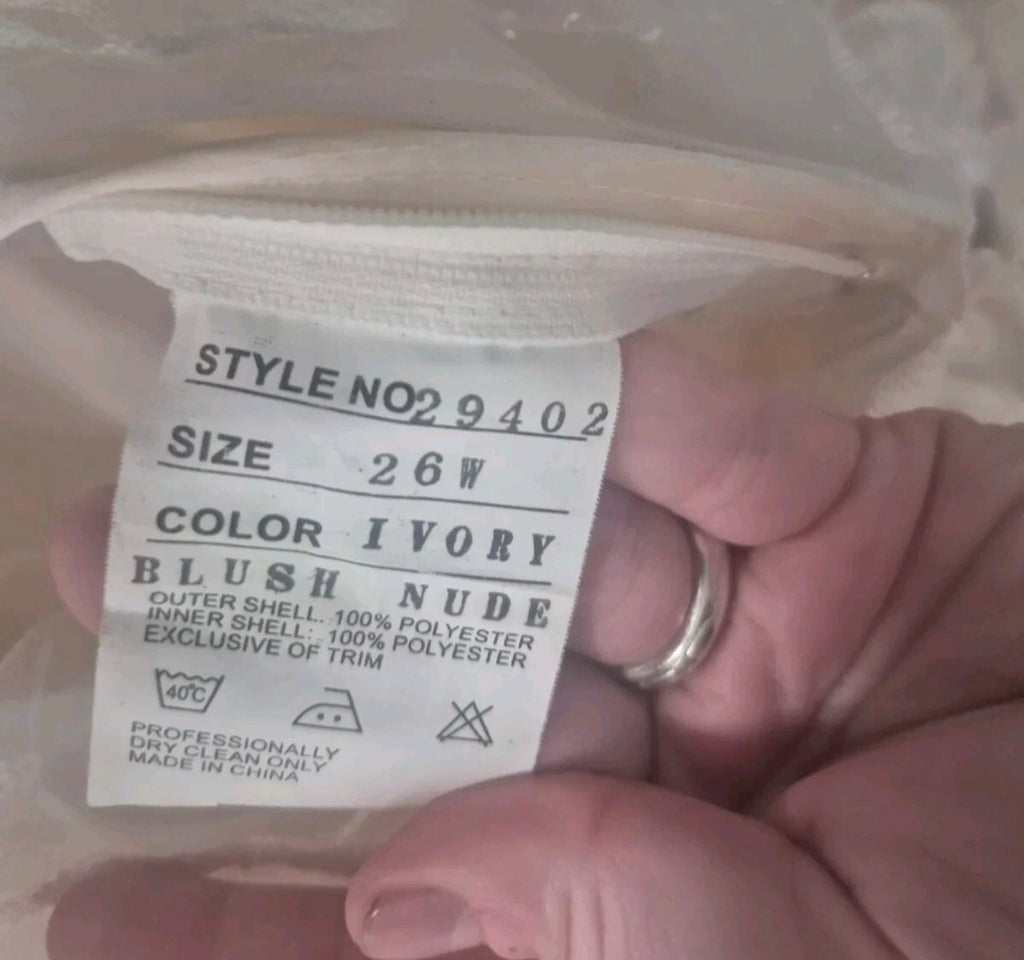 STYLE NO29402
SIZE 26W
COLOR IVORY
BLUSH NUDE
OUTER SHELL. 100% POLYESTER
INNER SHELL: 100% POLYESTER
EXCLUSIVE OF TRIM
40℃
PROFESSIONALLY
DRY CLEAN ONLY
MADE IN CHINA